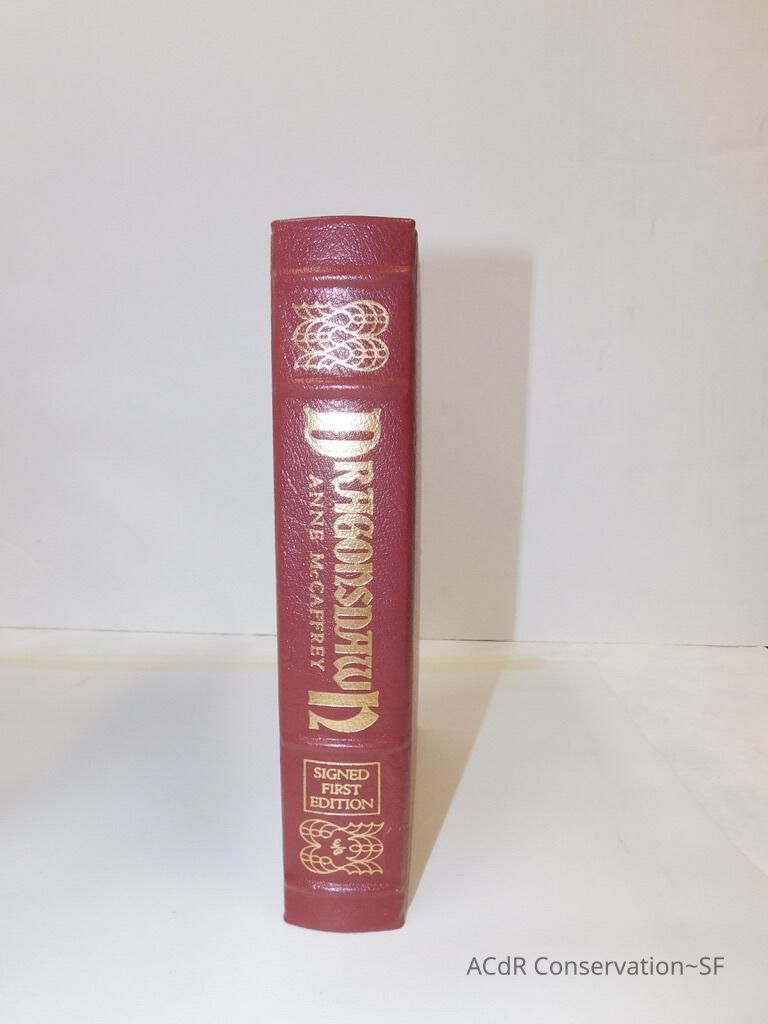 DRAGONSDAWN
ANNE McCAFFREY
SIGNED
FIRST
EDITION
ACdR Conservation~SF